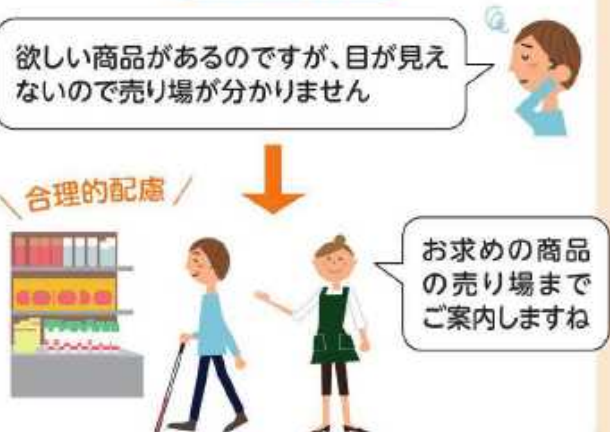 欲しい商品があるのですが、目が見え
ないので売り場が分かりません
合理的配慮
お求めの商品
の売り場まで
ご案内しますね